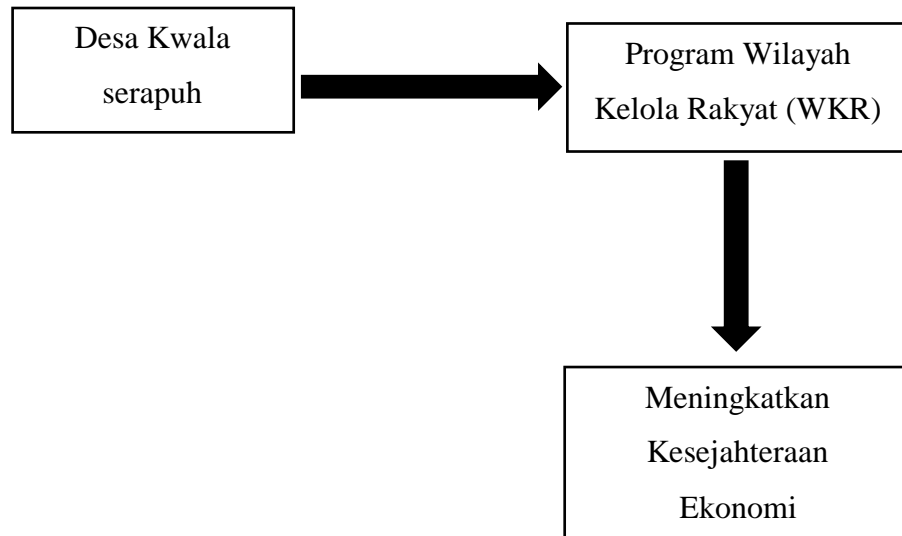 Desa Kwala
serapuh
Program Wilayah
Kelola Rakyat (WKR)
Meningkatkan
Kesejahteraan
Ekonomi